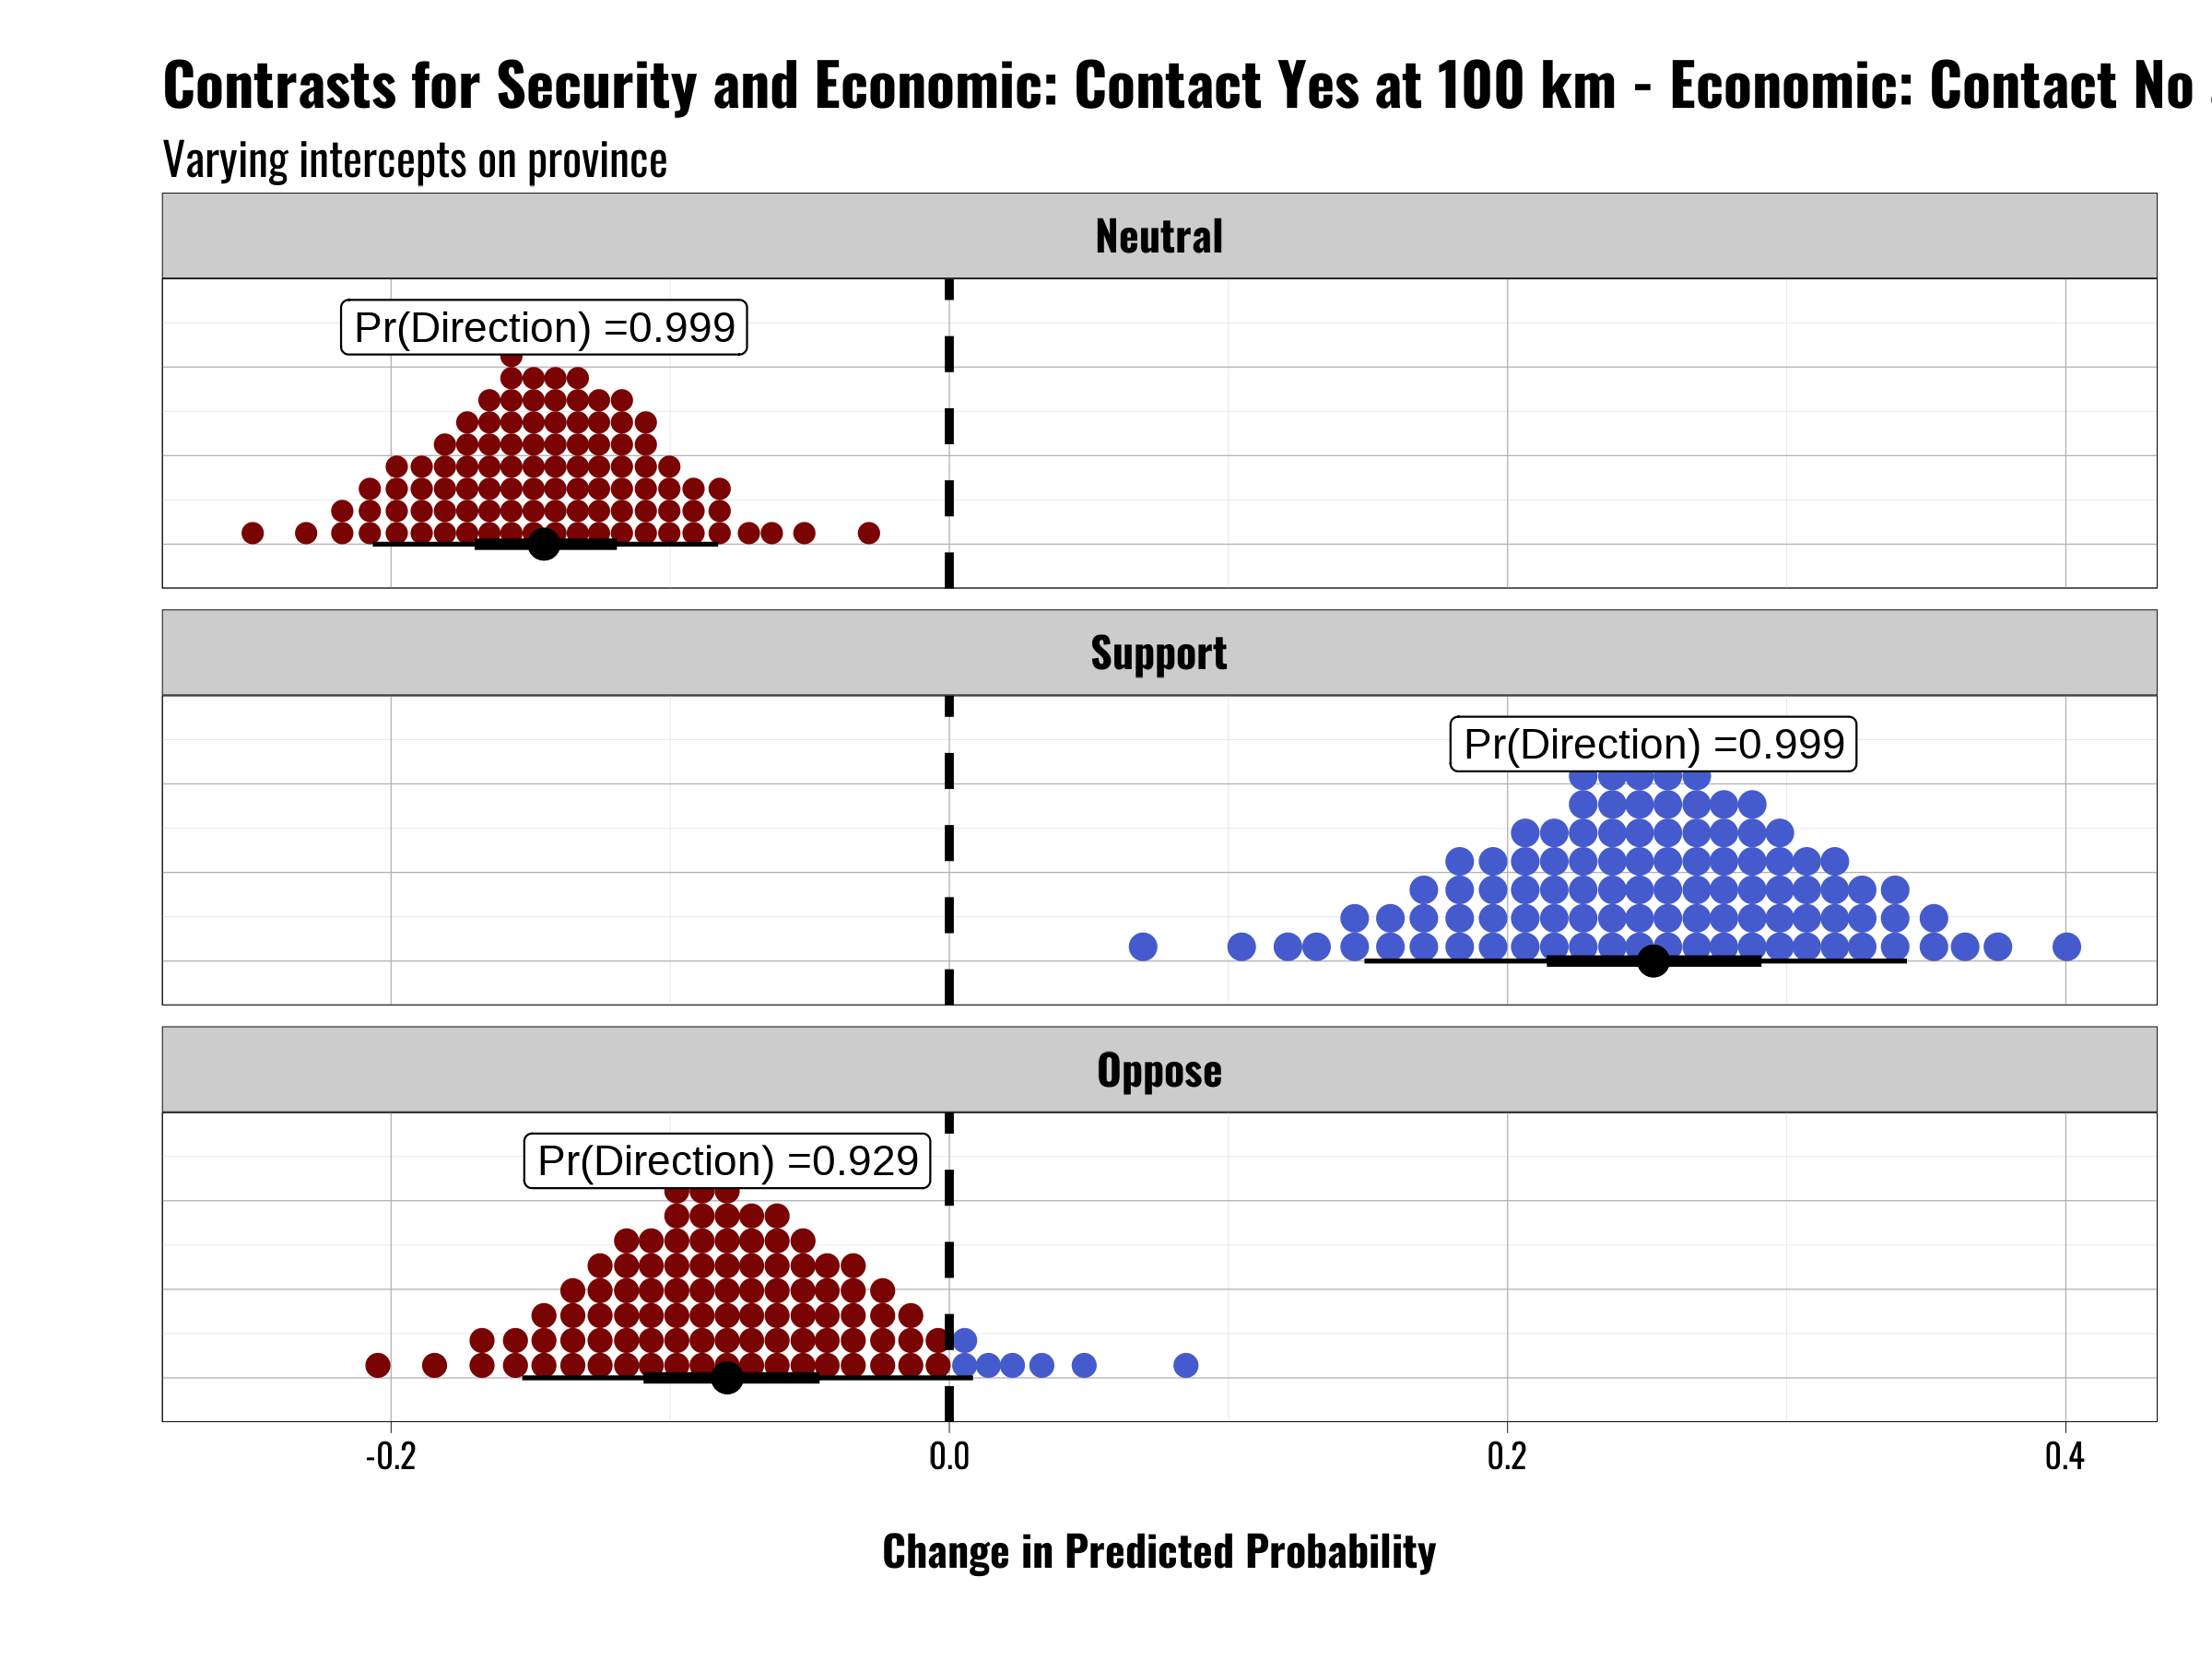 Contrasts for Security and Economic: Contact Yes at 100 km - Economic: Contact No
Varying intercepts on province
Neutral
Pr(Direction) =0.999
Support
Pr(Direction) =0.999
Oppose
Pr(Direction) =0.929
-0.2 0.0 0.2 0.4
Change in Predicted Probability